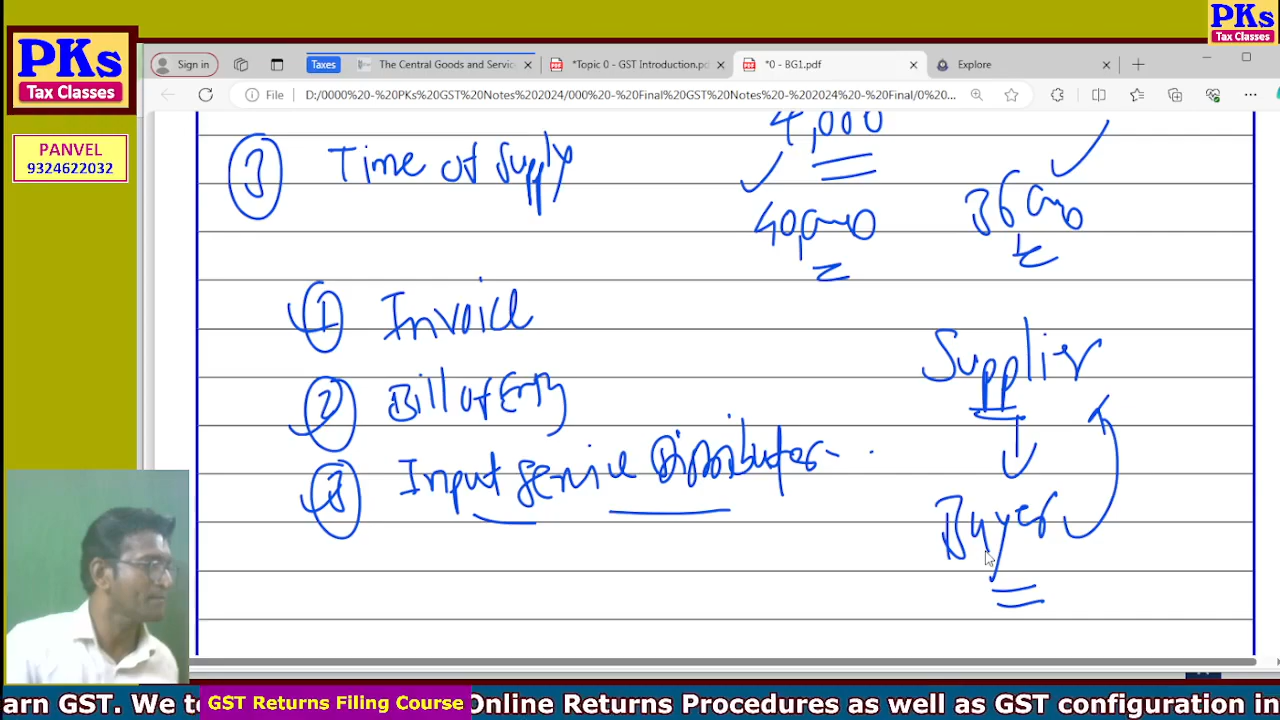 PKs
Tax Classes
PKs
Tax Classes
PANVEL
9324622032
Sign in
Taxes
The Central Goods and Servic
*Topic 0 - GST Introduction.pd
*0 - BG1.pdf
Explore
File
D:/0000%20-%20PKs%20GST%20Notes%202024/000%20-%20Final%20GST%20Notes%20-%202024%20-%20Final/0%20...
4,000
3 Time of Supply
40,000
36000
1 Invoice
2 Bill of Entry
3 Input Service Distributor
Supplier
Buyer
arn GST. We t
GST Returns Filing Course
Online Returns Procedures as well as GST configuration in